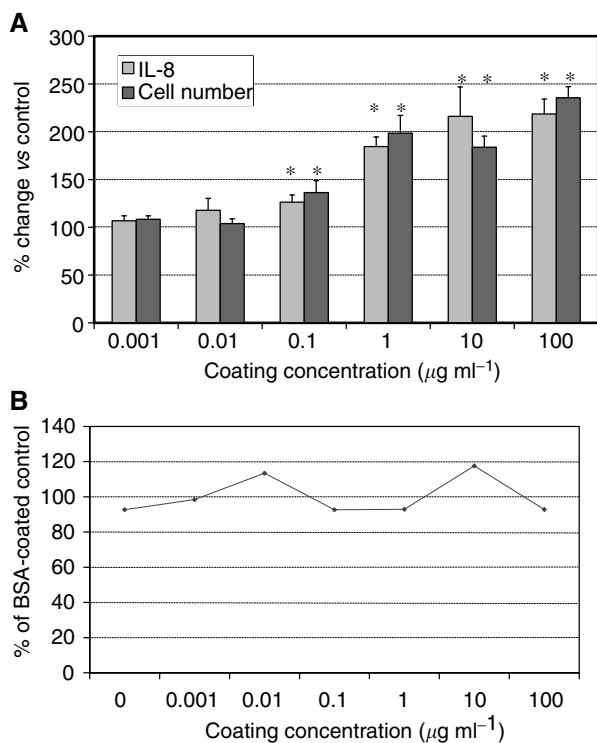 A
% change vs control
300
250
200
150
100
50
0
IL-8
Cell number
* * * * * * * *
0.001 0.01 0.1 1 10 100
Coating concentration (μg ml⁻¹)
B
% of BSA-coated control
140
120
100
80
60
40
20
0
0 0.001 0.01 0.1 1 10 100
Coating concentration (μg ml⁻¹)